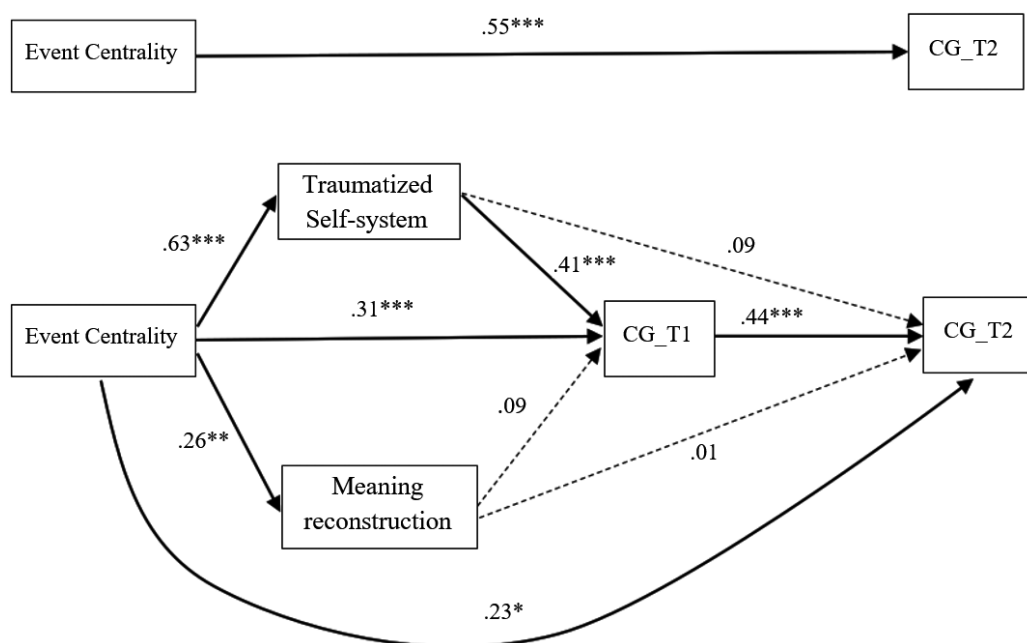 .55***
Event Centrality
CG_T2
Traumatized
Self-system
.63***
.09
.41***
.31***
.44***
Event Centrality
CG_T1
CG_T2
.09
.26**
.01
Meaning
reconstruction
.23*